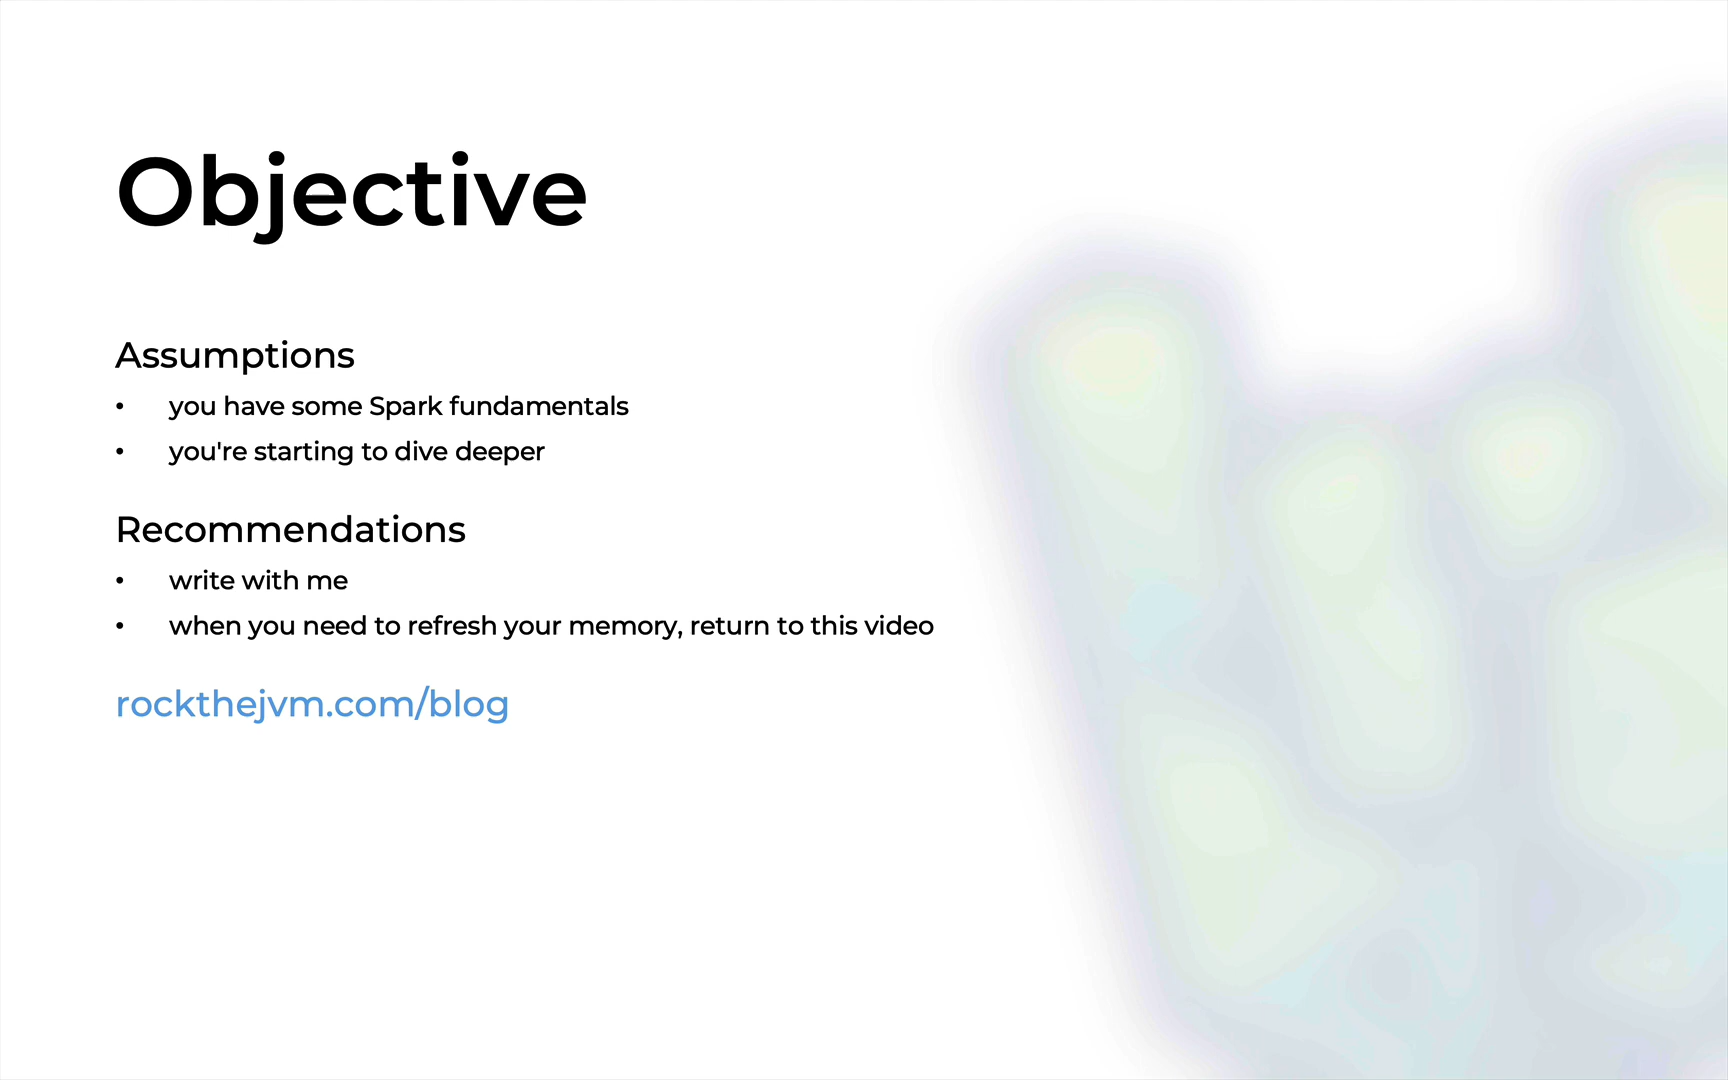 Objective
Assumptions
• you have some Spark fundamentals
• you're starting to dive deeper
Recommendations
• write with me
• when you need to refresh your memory, return to this video
rockthejvm.com/blog